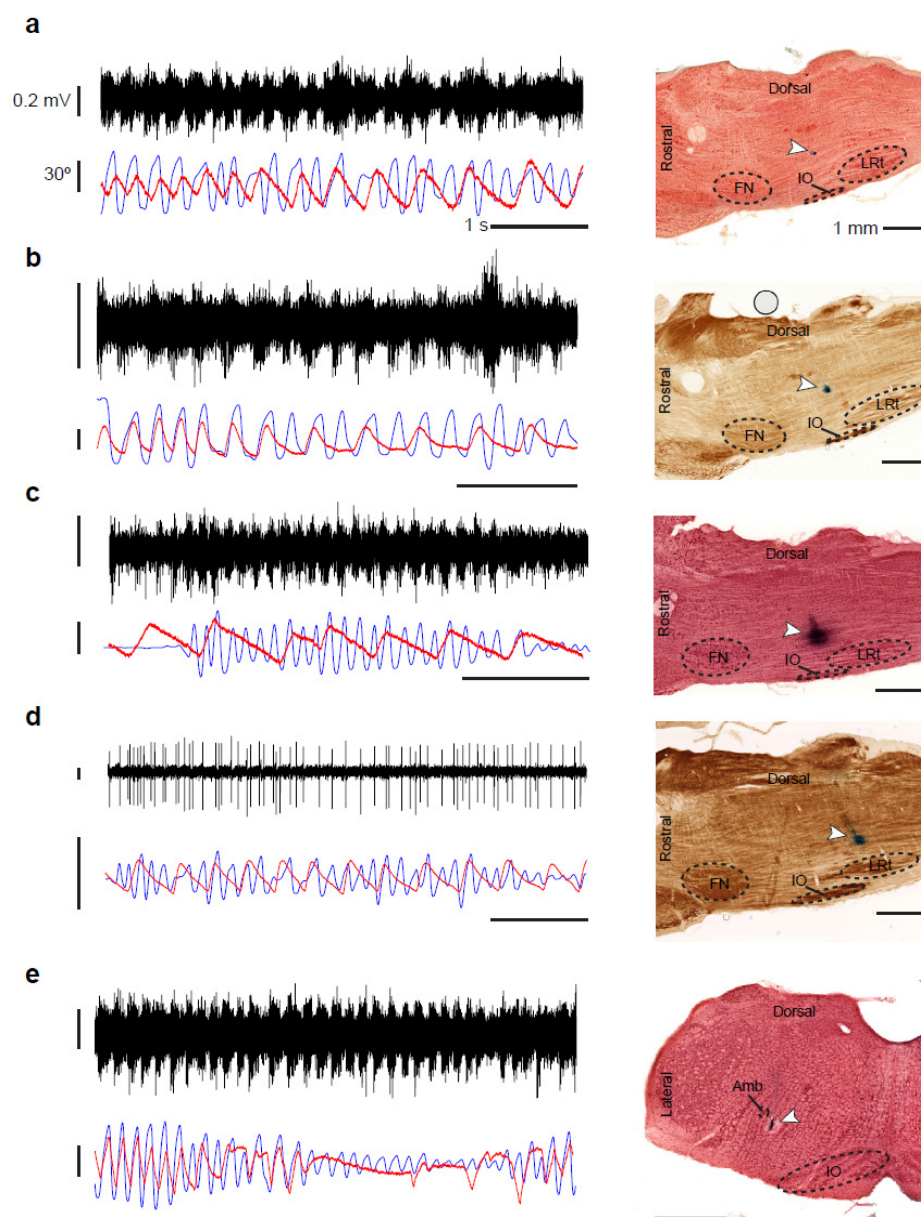 a
0.2 mV
30º
1 s
Dorsal
Rostral
FN
IO
LRt
1 mm
b
Dorsal
Rostral
FN
IO
LRt
c
Dorsal
Rostral
FN
IO
LRt
d
Dorsal
Rostral
FN
IO
LRt
e
Dorsal
Lateral
Amb
IO